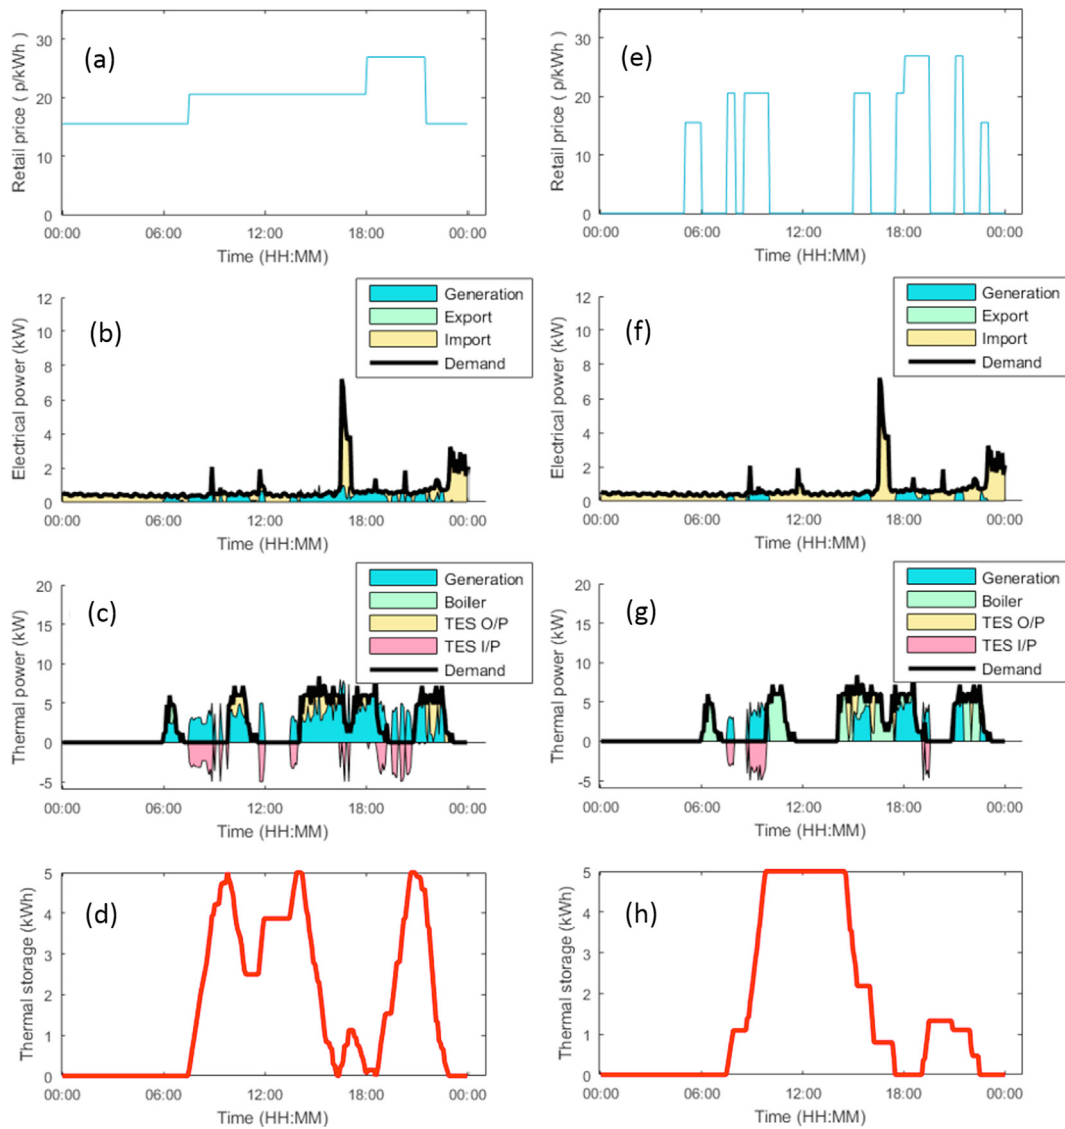 (a)
Retail price ( p/kWh)
30
20
10
0
00:00 06:00 12:00 18:00 00:00
Time (HH:MM)
(e)
Retail price ( p/kWh)
30
20
10
0
00:00 06:00 12:00 18:00 00:00
Time (HH:MM)
(b)
Electrical power (kW)
12
10
8
6
4
2
0
Generation
Export
Import
Demand
00:00 06:00 12:00 18:00 00:00
Time (HH:MM)
(f)
Electrical power (kW)
12
10
8
6
4
2
0
Generation
Export
Import
Demand
00:00 06:00 12:00 18:00 00:00
Time (HH:MM)
(c)
Thermal power (kW)
20
15
10
5
0
-5
Generation
Boiler
TES O/P
TES I/P
Demand
00:00 06:00 12:00 18:00 00:00
Time (HH:MM)
(g)
Thermal power (kW)
20
15
10
5
0
-5
Generation
Boiler
TES O/P
TES I/P
Demand
00:00 06:00 12:00 18:00 00:00
Time (HH:MM)
(d)
Thermal storage (kWh)
5
4
3
2
1
0
00:00 06:00 12:00 18:00 00:00
Time (HH:MM)
(h)
Thermal storage (kWh)
5
4
3
2
1
0
00:00 06:00 12:00 18:00 00:00
Time (HH:MM)